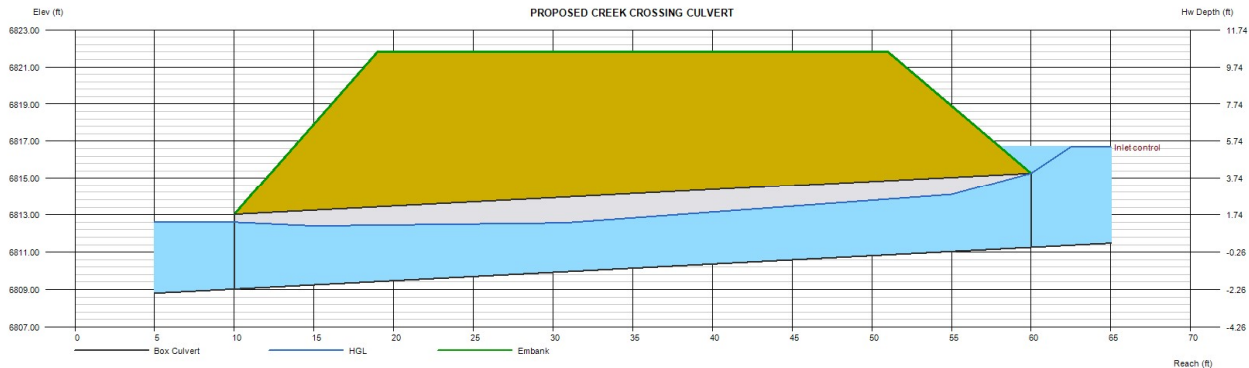 Elev (ft)
PROPOSED CREEK CROSSING CULVERT
Hw Depth (ft)
6823.00
11.74
6821.00
9.74
6819.00
7.74
6817.00
5.74
Inlet control
6815.00
3.74
6813.00
1.74
6811.00
-0.26
6809.00
-2.26
6807.00
-4.26
0 5 10 15 20 25 30 35 40 45 50 55 60 65 70
Box Culvert HGL Embank
Reach (ft)